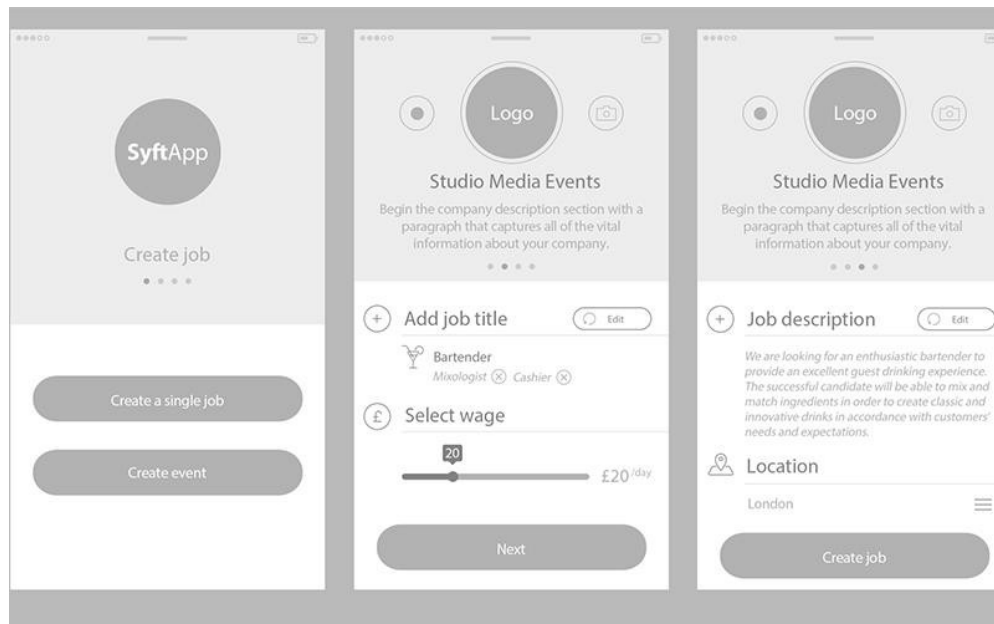 SyftApp
Create job
Create a single job
Create event
Logo
Studio Media Events
Begin the company description section with a
paragraph that captures all of the vital
information about your company.
Add job title
Edit
Bartender
Mixologist Cashier
£ Select wage
20
£20 /day
Next
Logo
Studio Media Events
Begin the company description section with a
paragraph that captures all of the vital
information about your company.
Job description
Edit
We are looking for an enthusiastic bartender to
provide an excellent guest drinking experience.
The successful candidate will be able to mix and
match ingredients in order to create classic and
innovative drinks in accordance with customers'
needs and expectations.
Location
London
Create job